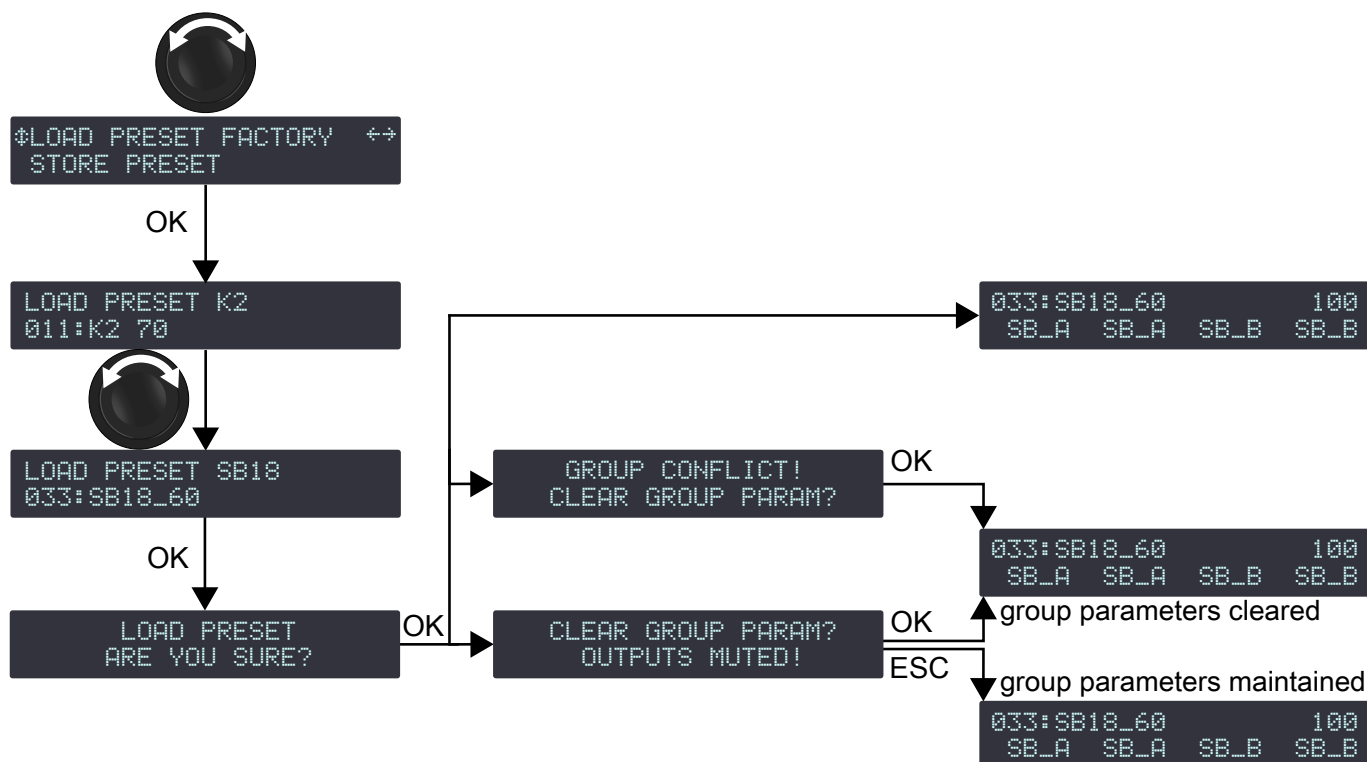 ⇕LOAD PRESET FACTORY ↔
STORE PRESET
OK
LOAD PRESET K2
011:K2 70
LOAD PRESET SB18
033:SB18_60
OK
LOAD PRESET
ARE YOU SURE?
OK
033:SB18_60 100
SB_A SB_A SB_B SB_B
GROUP CONFLICT!
CLEAR GROUP PARAM?
OK
033:SB18_60 100
SB_A SB_A SB_B SB_B
group parameters cleared
CLEAR GROUP PARAM?
OUTPUTS MUTED!
OK
ESC
group parameters maintained
033:SB18_60 100
SB_A SB_A SB_B SB_B